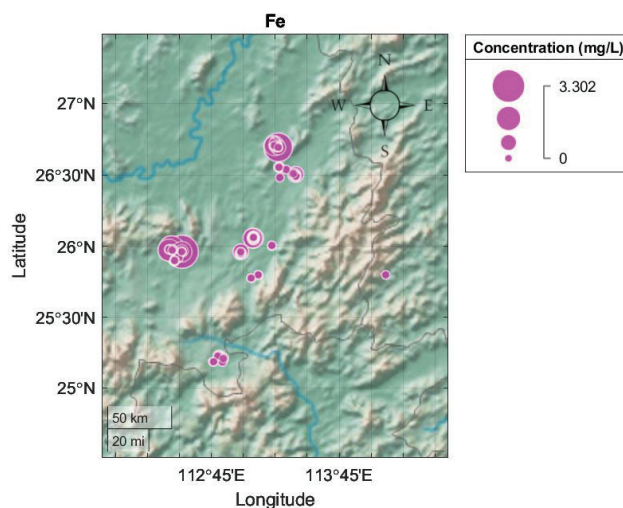 Fe
Concentration (mg/L)
3.302
0
N
W E
S
27°N
26°30'N
26°N
25°30'N
25°N
Latitude
50 km
20 mi
112°45'E 113°45'E
Longitude